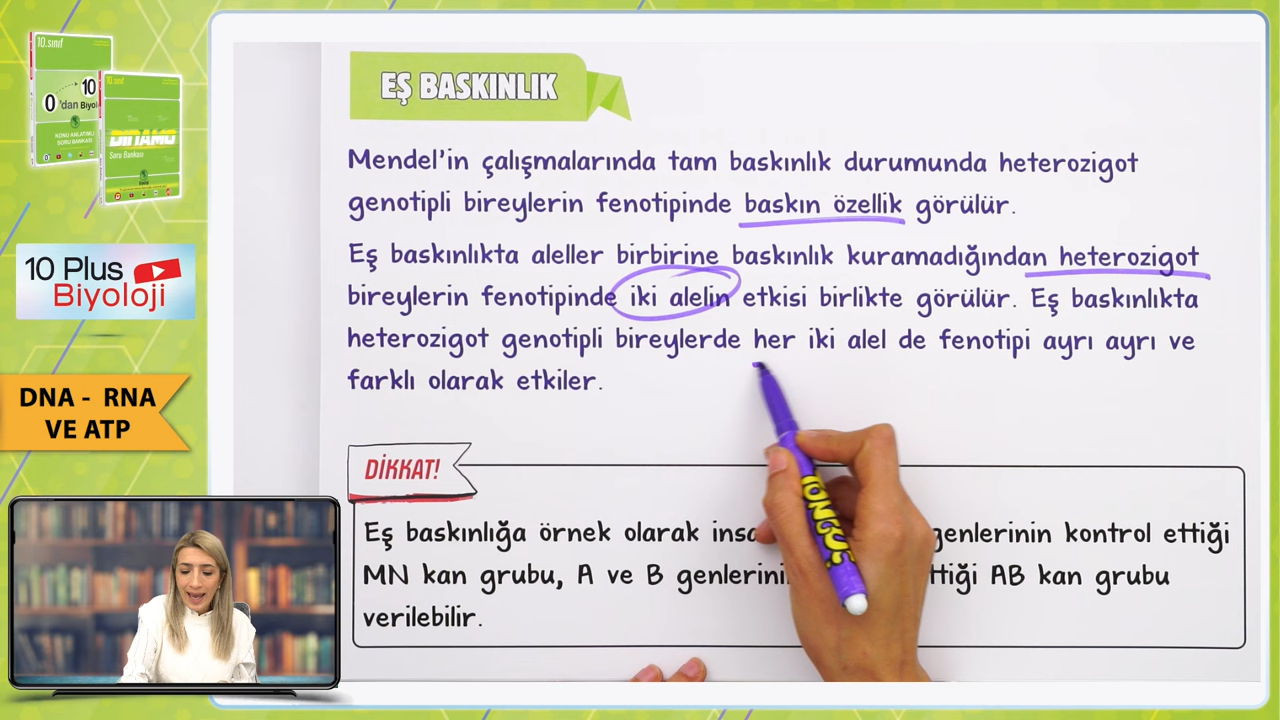 10.sınıf
0'dan 10
Biyoloji
KONU ANLATIMLI
SORU BANKASI
10.sınıf
DİNAMO
Soru Bankası
10 Plus
Biyoloji
DNA - RNA
VE ATP
EŞ BASKINLIK
Mendel'in çalışmalarında tam baskınlık durumunda heterozigot
genotipli bireylerin fenotipinde baskın özellik görülür.
Eş baskınlıkta aleller birbirine baskınlık kuramadığından heterozigot
bireylerin fenotipinde iki alelin etkisi birlikte görülür. Eş baskınlıkta
heterozigot genotipli bireylerde her iki alel de fenotipi ayrı ayrı ve
farklı olarak etkiler.
DİKKAT!
Eş baskınlığa örnek olarak genlerinin kontrol ettiği
MN kan grubu, A ve B AB kan grubu
verilebilir.
TONGUÇ